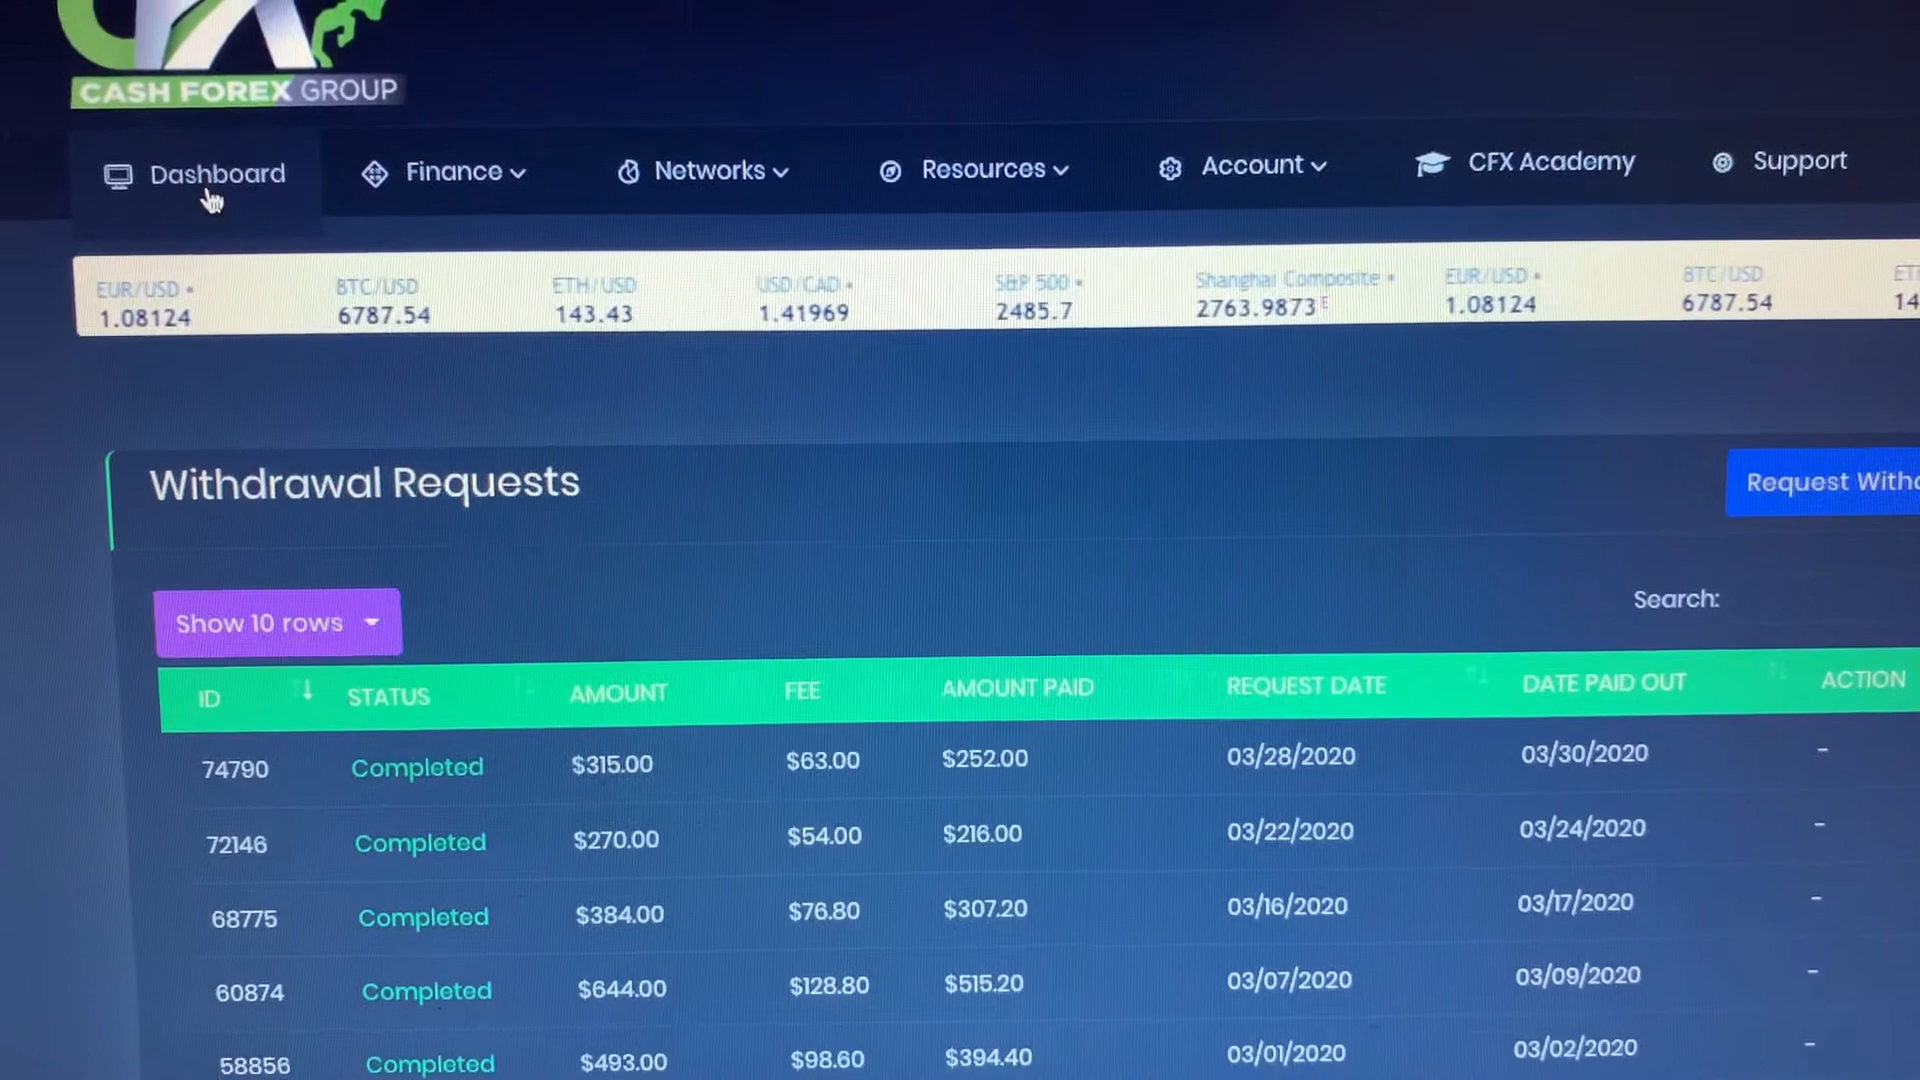 CASH FOREX GROUP
Dashboard Finance Networks Resources Account CFX Academy Support
EUR/USD BTC/USD ETH/USD USD/CAD S&P 500 Shanghai Composite EUR/USD BTC/USD
1.08124 6787.54 143.43 1.41969 2485.7 2763.9873 E 1.08124 6787.54
Withdrawal Requests
Request
Show 10 rows
Search:
ID STATUS AMOUNT FEE AMOUNT PAID REQUEST DATE DATE PAID OUT ACTION
74790 Completed $315.00 $63.00 $252.00 03/28/2020 03/30/2020 -
72146 Completed $270.00 $54.00 $216.00 03/22/2020 03/24/2020 -
68775 Completed $384.00 $76.80 $307.20 03/16/2020 03/17/2020 -
60874 Completed $644.00 $128.80 $515.20 03/07/2020 03/09/2020 -
58856 Completed $493.00 $98.60 $394.40 03/01/2020 03/02/2020 -